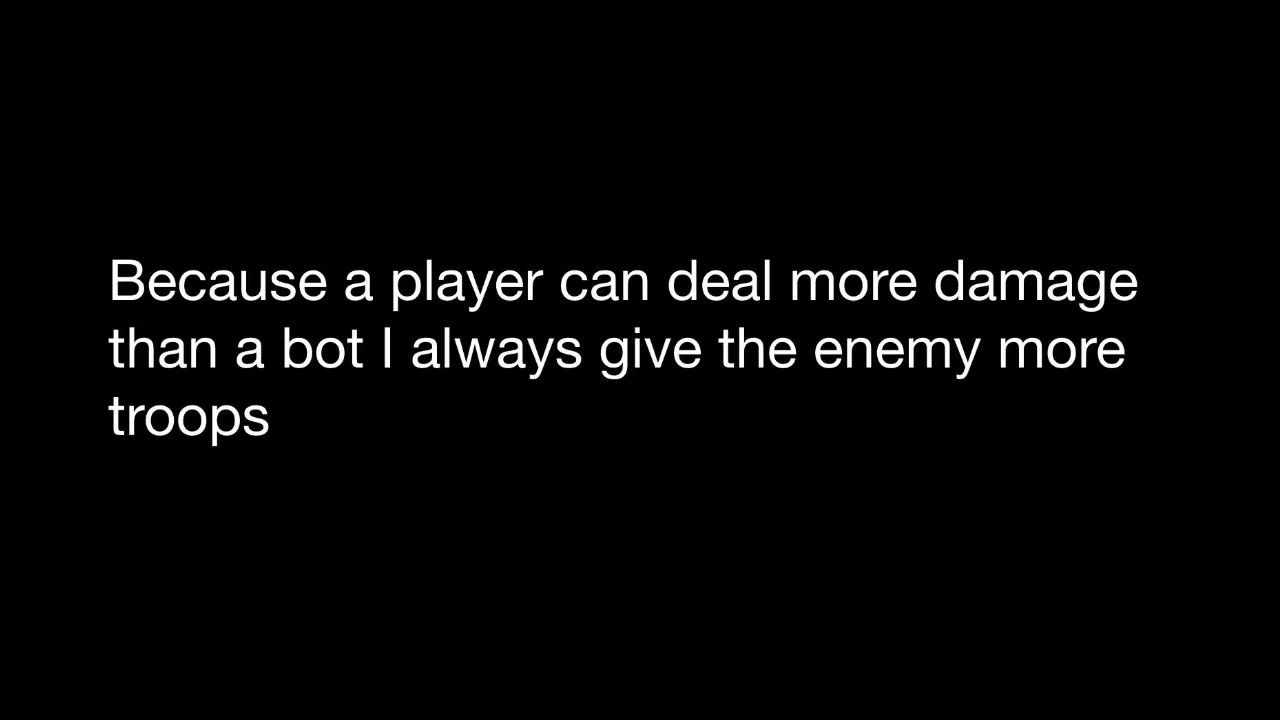 Because a player can deal more damage
than a bot I always give the enemy more
troops